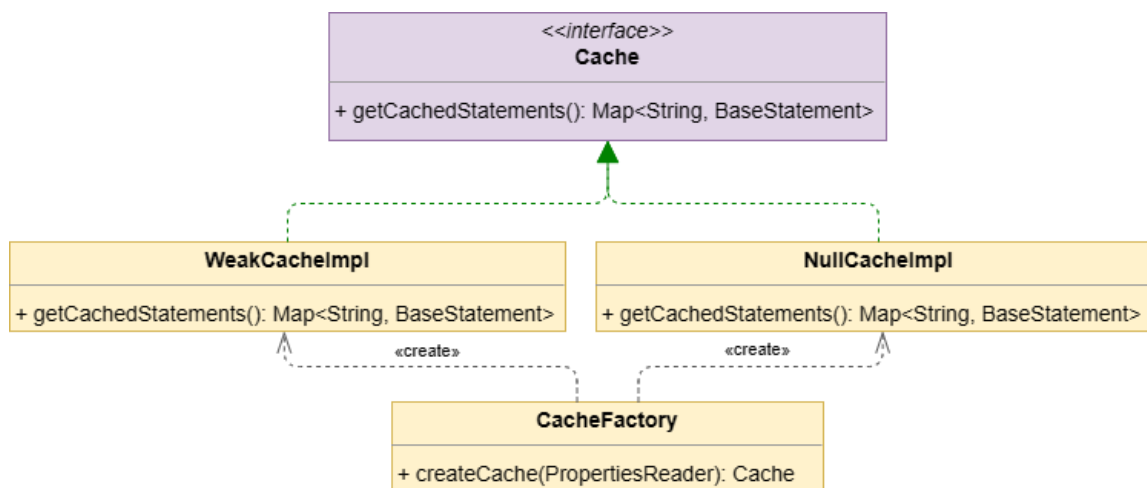 <<interface>>
Cache
+ getCachedStatements(): Map<String, BaseStatement>
WeakCacheImpl
+ getCachedStatements(): Map<String, BaseStatement>
NullCacheImpl
+ getCachedStatements(): Map<String, BaseStatement>
«create»
«create»
CacheFactory
+ createCache(PropertiesReader): Cache